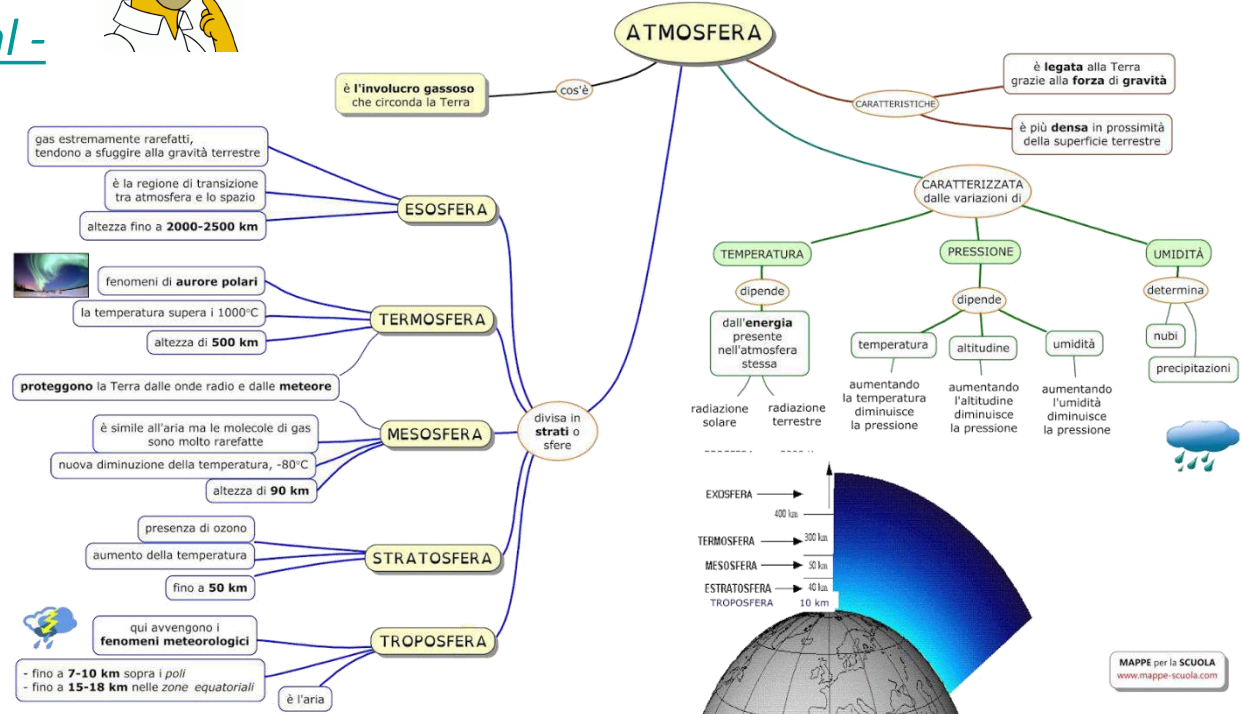 al -
ATMOSFERA
cos'è
è l'involucro gassoso
che circonda la Terra
CARATTERISTICHE
è legata alla Terra
grazie alla forza di gravità
è più densa in prossimità
della superficie terrestre
CARATTERIZZATA
dalle variazioni di
TEMPERATURA
dipende
dall'energia
presente
nell'atmosfera
stessa
radiazione
solare
radiazione
terrestre
PRESSIONE
dipende
temperatura
altitudine
umidità
aumentando
la temperatura
diminuisce
la pressione
aumentando
l'altitudine
diminuisce
la pressione
aumentando
l'umidità
diminuisce
la pressione
UMIDITÀ
determina
nubi
precipitazioni
divisa in
strati o
sfere
ESOSFERA
gas estremamente rarefatti,
tendono a sfuggire alla gravità terrestre
è la regione di transizione
tra atmosfera e lo spazio
altezza fino a 2000-2500 km
TERMOSFERA
fenomeni di aurore polari
la temperatura supera i 1000°C
altezza di 500 km
proteggono la Terra dalle onde radio e dalle meteore
MESOSFERA
è simile all'aria ma le molecole di gas
sono molto rarefatte
nuova diminuzione della temperatura, -80°C
altezza di 90 km
STRATOSFERA
presenza di ozono
aumento della temperatura
fino a 50 km
TROPOSFERA
qui avvengono i
fenomeni meteorologici
- fino a 7-10 km sopra i poli
- fino a 15-18 km nelle zone equatoriali
è l'aria
EXOSFERA
400 km
TERMOSFERA 300 km
MESOSFERA 50 km
ESTRATOSFERA 40 km
TROPOSFERA 10 km
MAPPE per la SCUOLA
www.mappe-scuola.com